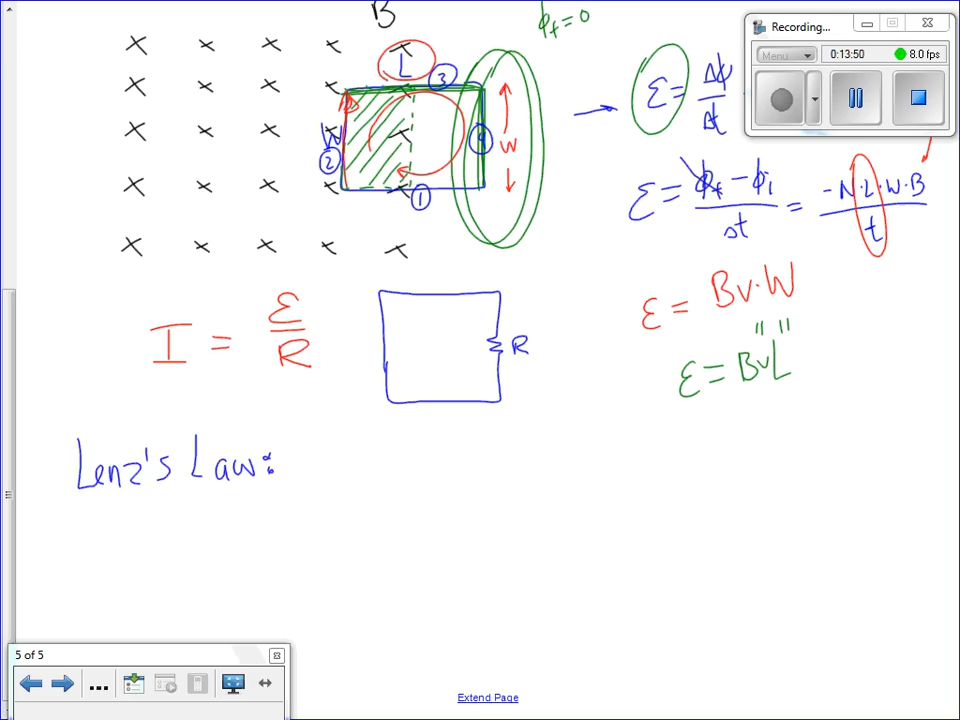 B
ϕf = 0
Recording...
Menu
0:13:50
8.0 fps
L
③
W
②
④
W
①
ε = Δϕ/Δt
ε = ϕf - ϕi / Δt = -N·L·W·B / t
I = ε/R
R
ε = Bv·W
ε = Bv"L"
Lenz's Law:
5 of 5
Extend Page